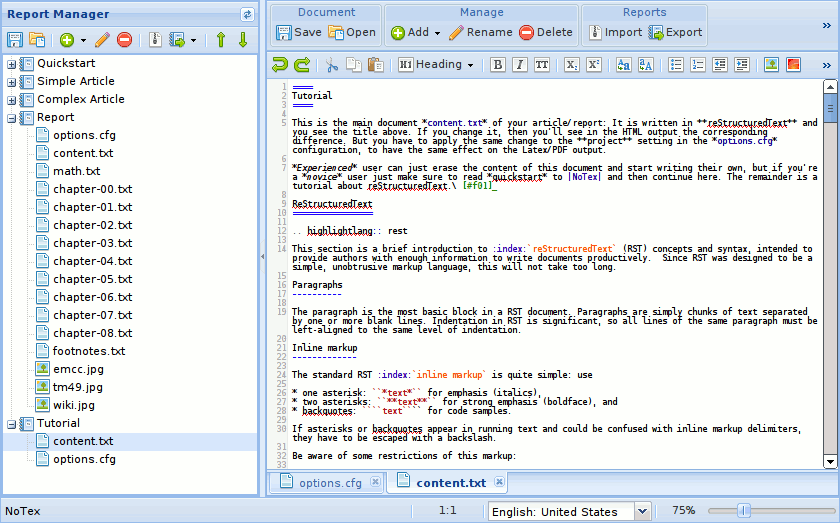 Report Manager
Quickstart
Simple Article
Complex Article
Report
options.cfg
content.txt
math.txt
chapter-00.txt
chapter-01.txt
chapter-02.txt
chapter-03.txt
chapter-04.txt
chapter-05.txt
chapter-06.txt
chapter-07.txt
chapter-08.txt
footnotes.txt
emcc.jpg
tm49.jpg
wiki.jpg
Tutorial
content.txt
options.cfg
Document Manage Reports
Save Open Add Rename Delete Import Export »
H1 Heading B I TT X₂ X² Aa aA »
1 ====
2 Tutorial
3 ====
4
5 This is the main document *content.txt* of your article/report: It is written in **reStructuredText** and
you see the title above. If you change it, then you'll see in the HTML output the corresponding
difference. But you have to apply the same change to the **project** setting in the *options.cfg*
configuration, to have the same effect on the Latex/PDF output.
6
7 *Experienced* user can just erase the content of this document and start writing their own, but if you're
a *novice* user just make sure to read *quickstart* to |NoTex| and then continue here. The remainder is a
tutorial about reStructuredText.\ [#f01]_
8
9 ReStructuredText
10 ================
11
12 .. highlightlang:: rest
13
14 This section is a brief introduction to :index:`reStructuredText` (RST) concepts and syntax, intended to
provide authors with enough information to write documents productively.  Since RST was designed to be a
simple, unobtrusive markup language, this will not take too long.
15
16 Paragraphs
17 ----------
18
19 The paragraph is the most basic block in a RST document. Paragraphs are simply chunks of text separated
by one or more blank lines. Indentation in RST is significant, so all lines of the same paragraph must be
left-aligned to the same level of indentation.
20
21 Inline markup
22 -------------
23
24 The standard RST :index:`inline markup` is quite simple: use
25
26 * one asterisk: ``*text*`` for emphasis (italics),
27 * two asterisks: ``**text**`` for strong emphasis (boldface), and
28 * backquotes: ````text```` for code samples.
29
30 If asterisks or backquotes appear in running text and could be confused with inline markup delimiters,
they have to be escaped with a backslash.
31
32 Be aware of some restrictions of this markup:
33
options.cfg content.txt
NoTex 1:1 English: United States 75%